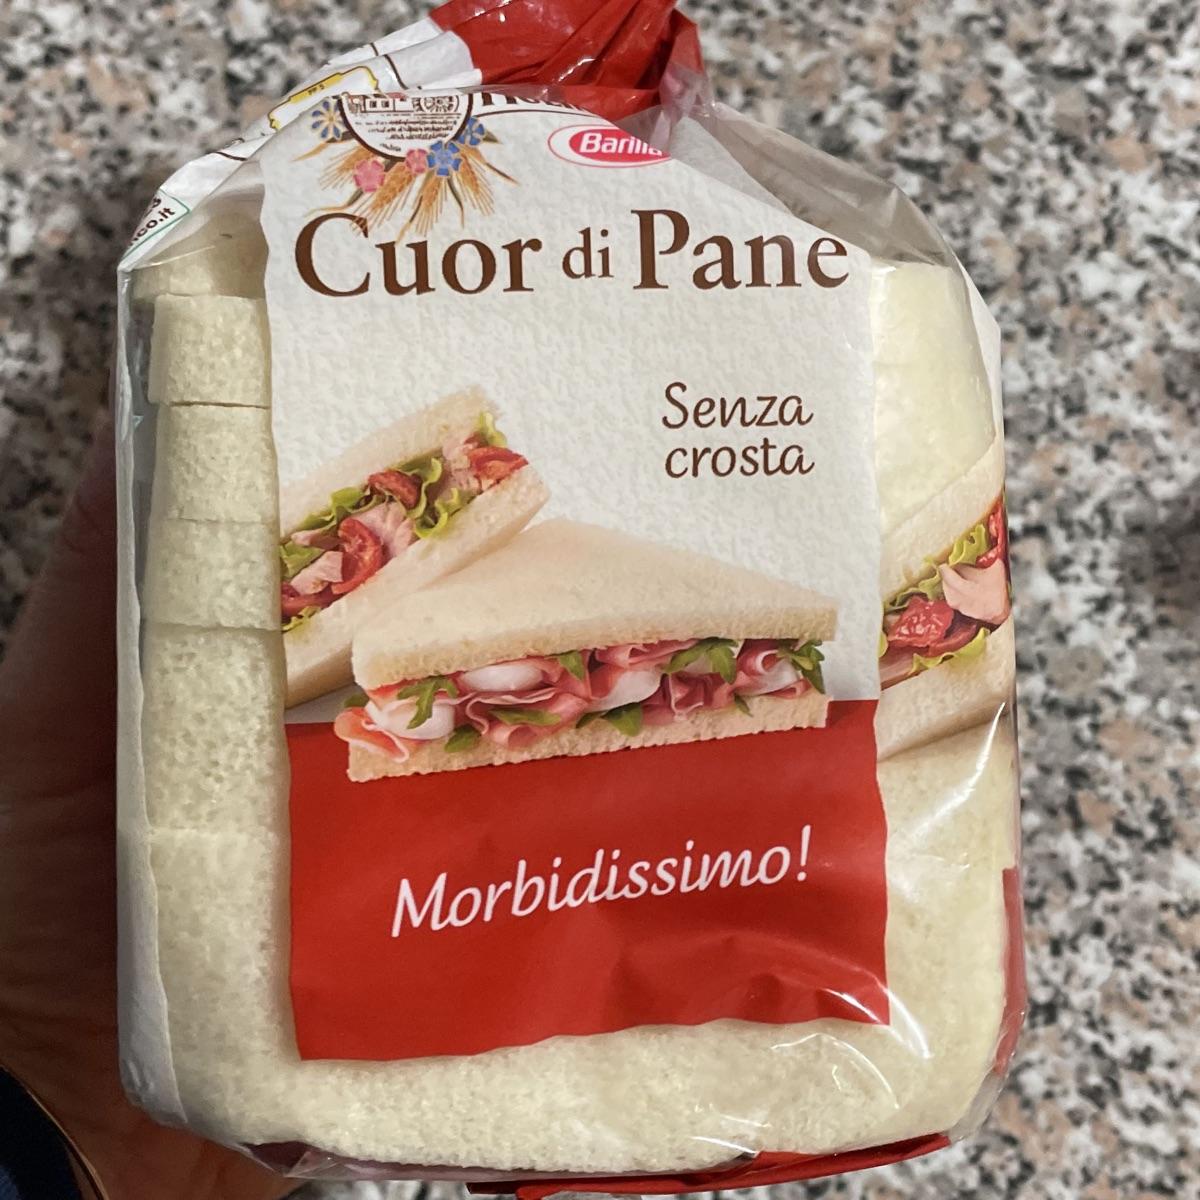 Barilla
Cuor di Pane
Senza
crosta
Morbidissimo!